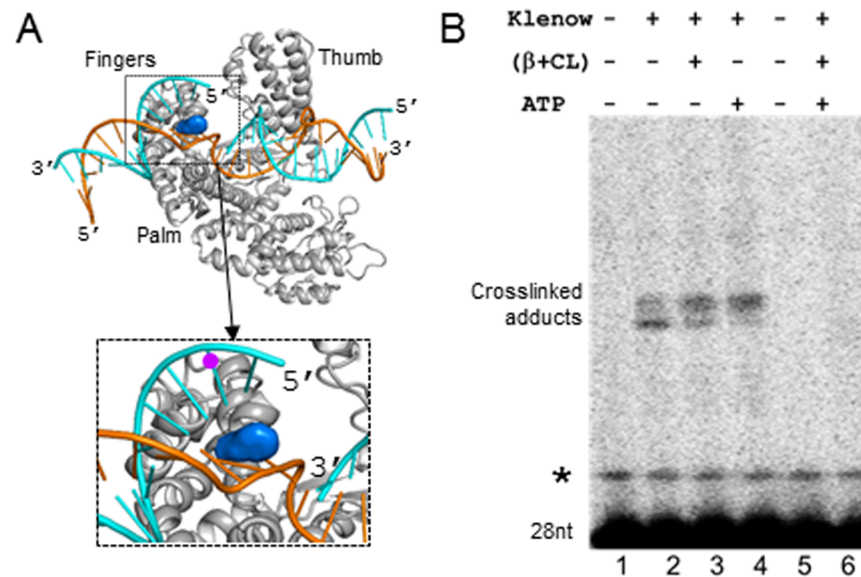 A
Fingers
Thumb
5′
5′
3′
3′
5′
Palm
5′
3′
B
Klenow - + + + - +
(β+CL) - - + - - +
ATP - - - + - +
Crosslinked
adducts
*
28nt
1 2 3 4 5 6